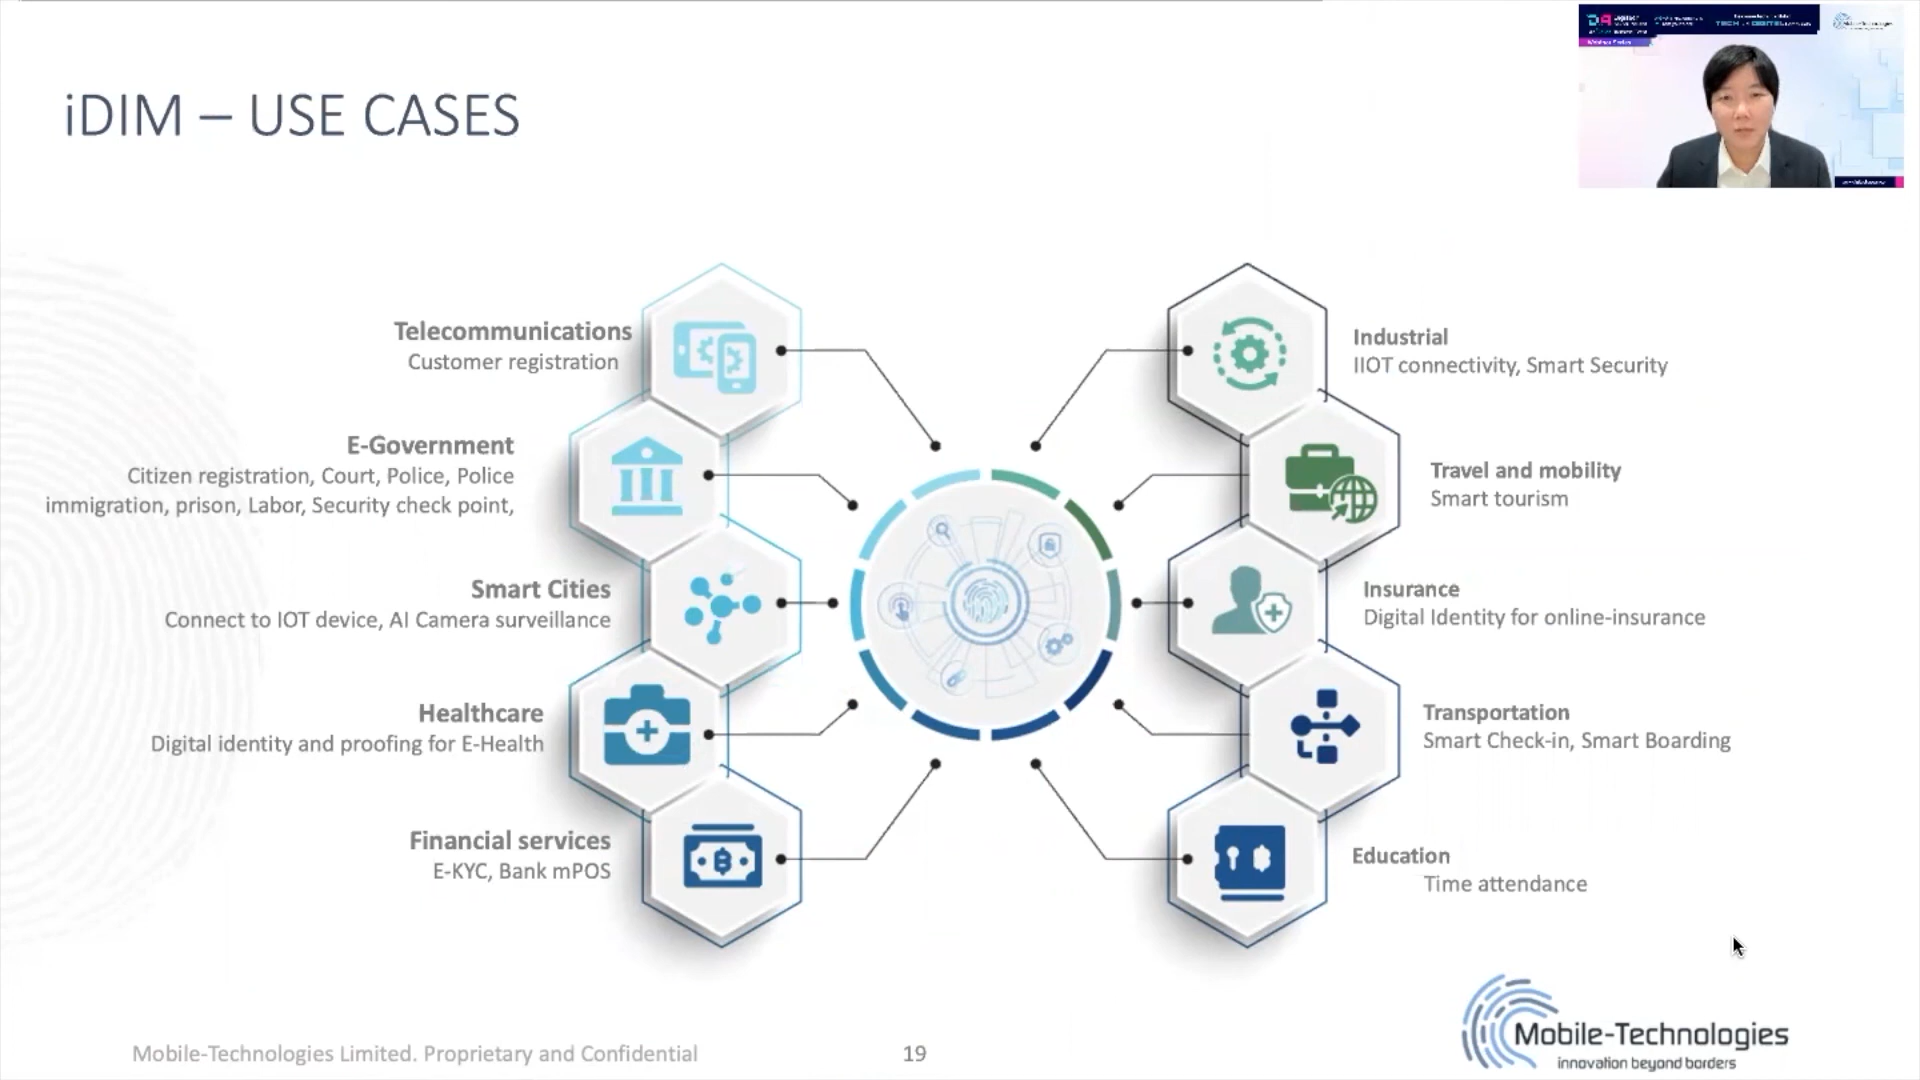 iDIM – USE CASES
Telecommunications
Customer registration
E-Government
Citizen registration, Court, Police, Police
immigration, prison, Labor, Security check point,
Smart Cities
Connect to IOT device, AI Camera surveillance
Healthcare
Digital identity and proofing for E-Health
Financial services
E-KYC, Bank mPOS
Industrial
IIOT connectivity, Smart Security
Travel and mobility
Smart tourism
Insurance
Digital Identity for online-insurance
Transportation
Smart Check-in, Smart Boarding
Education
Time attendance
Mobile-Technologies Limited. Proprietary and Confidential
19
Mobile-Technologies
innovation beyond borders